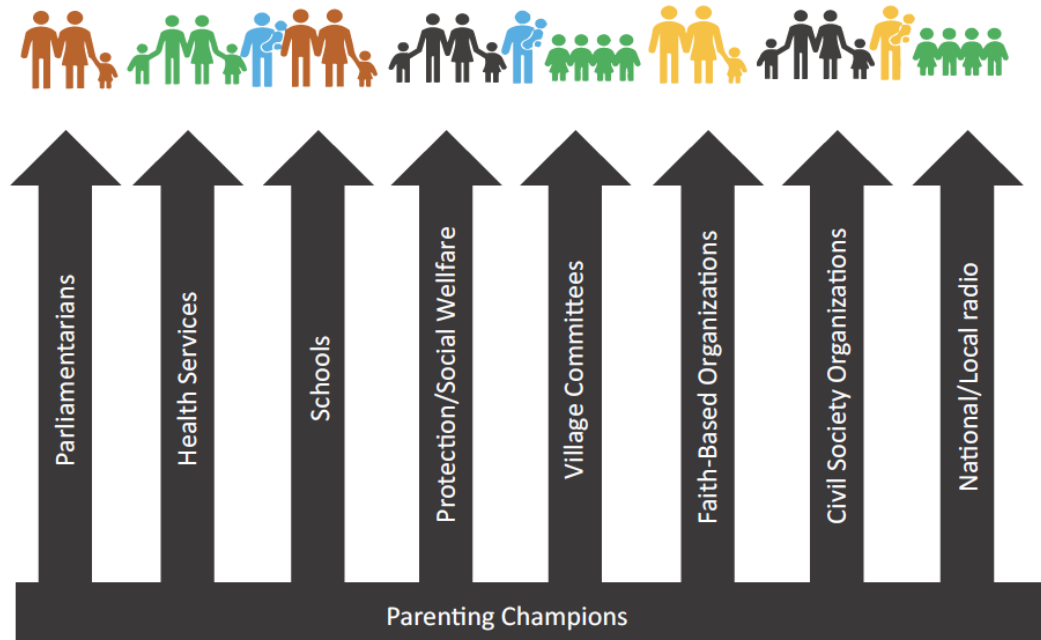 Parliamentarians
Health Services
Schools
Protection/Social Wellfare
Village Committees
Faith-Based Organizations
Civil Society Organizations
National/Local radio
Parenting Champions